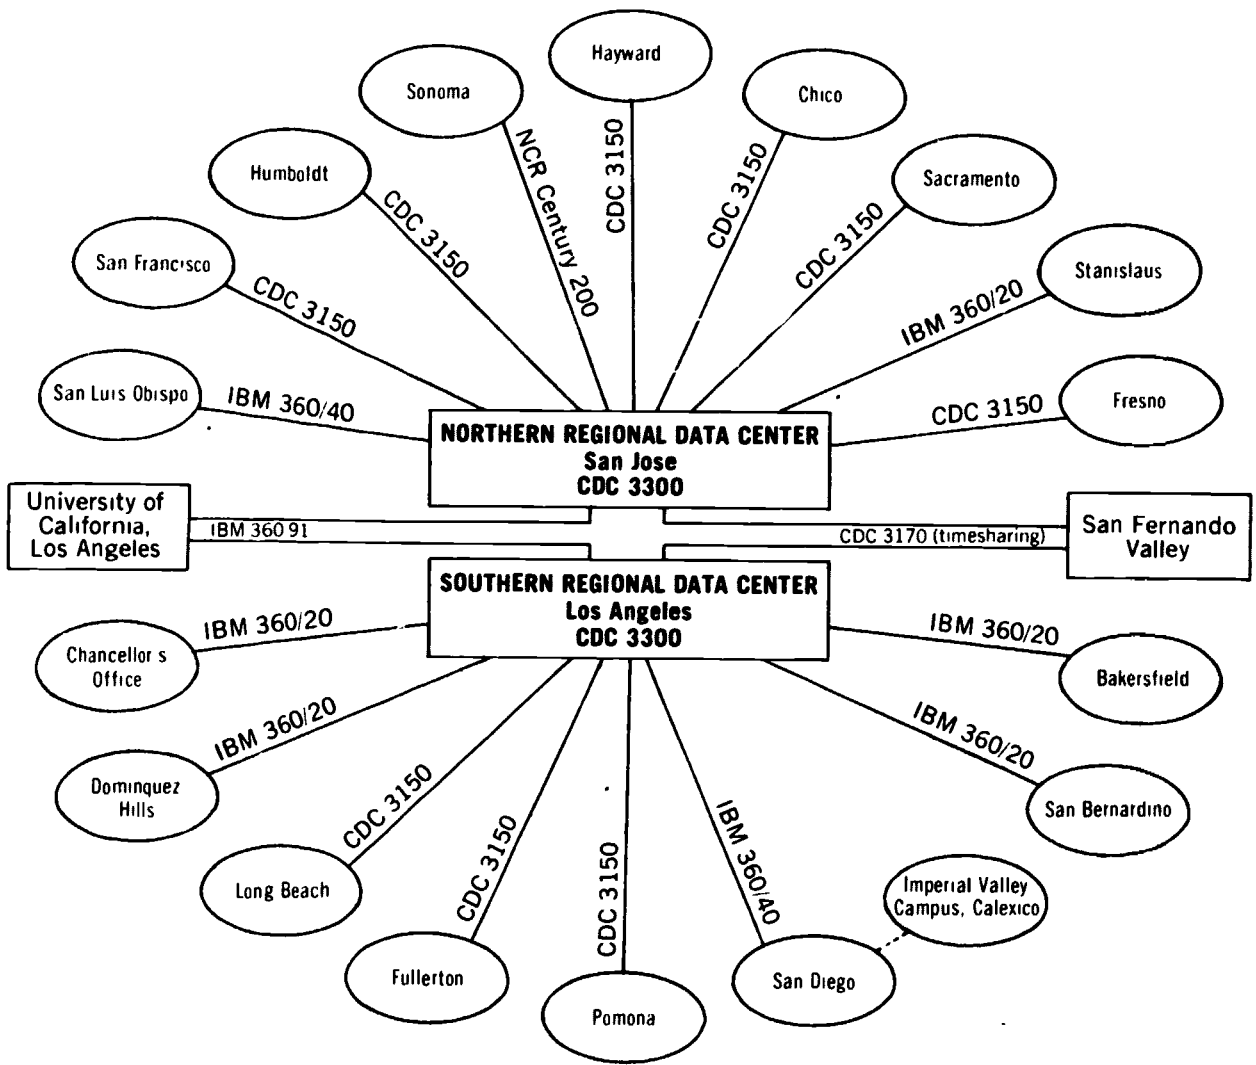 Hayward
Sonoma
Chico
Humboldt
Sacramento
San Francisco
Stanislaus
San Luis Obispo
Fresno
NCR Century 200
CDC 3150
CDC 3150
CDC 3150
CDC 3150
CDC 3150
IBM 360/20
IBM 360/40
CDC 3150
NORTHERN REGIONAL DATA CENTER
San Jose
CDC 3300
University of
California,
Los Angeles
IBM 360 91
CDC 3170 (timesharing)
San Fernando
Valley
SOUTHERN REGIONAL DATA CENTER
Los Angeles
CDC 3300
IBM 360/20
IBM 360/20
Chancellor s
Office
Bakersfield
IBM 360/20
IBM 360/20
Dominquez
Hills
San Bernardino
CDC 3150
CDC 3150
CDC 3150
IBM 360/40
Long Beach
Imperial Valley
Campus, Calexico
Fullerton
San Diego
Pomona